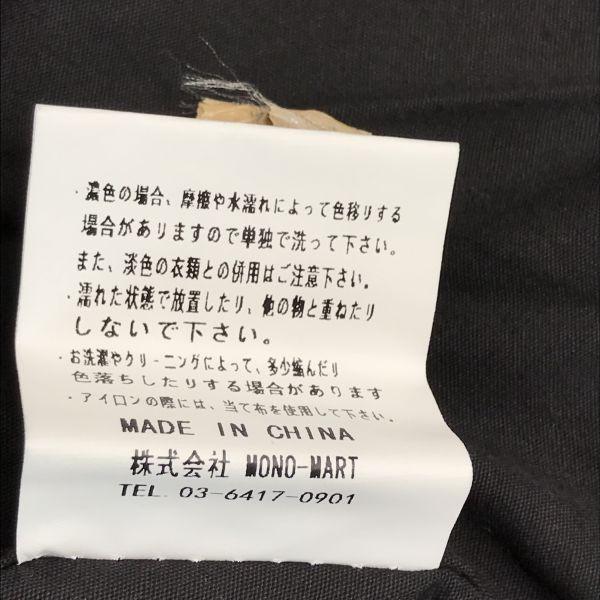 ・濃色の場合、摩擦や水濡れによって色移りする
場合がありますので単独で洗って下さい。
また、淡色の衣類との併用はご注意下さい。
・濡れた状態で放置したり、他の物と重ねたり
しないで下さい。
・お洗濯やクリーニングによって、多少縮んだり
色落ちしたりする場合があります
・アイロンの際には、当て布を使用して下さい。
MADE IN CHINA
株式会社 MONO-MART
TEL. 03-6417-0901